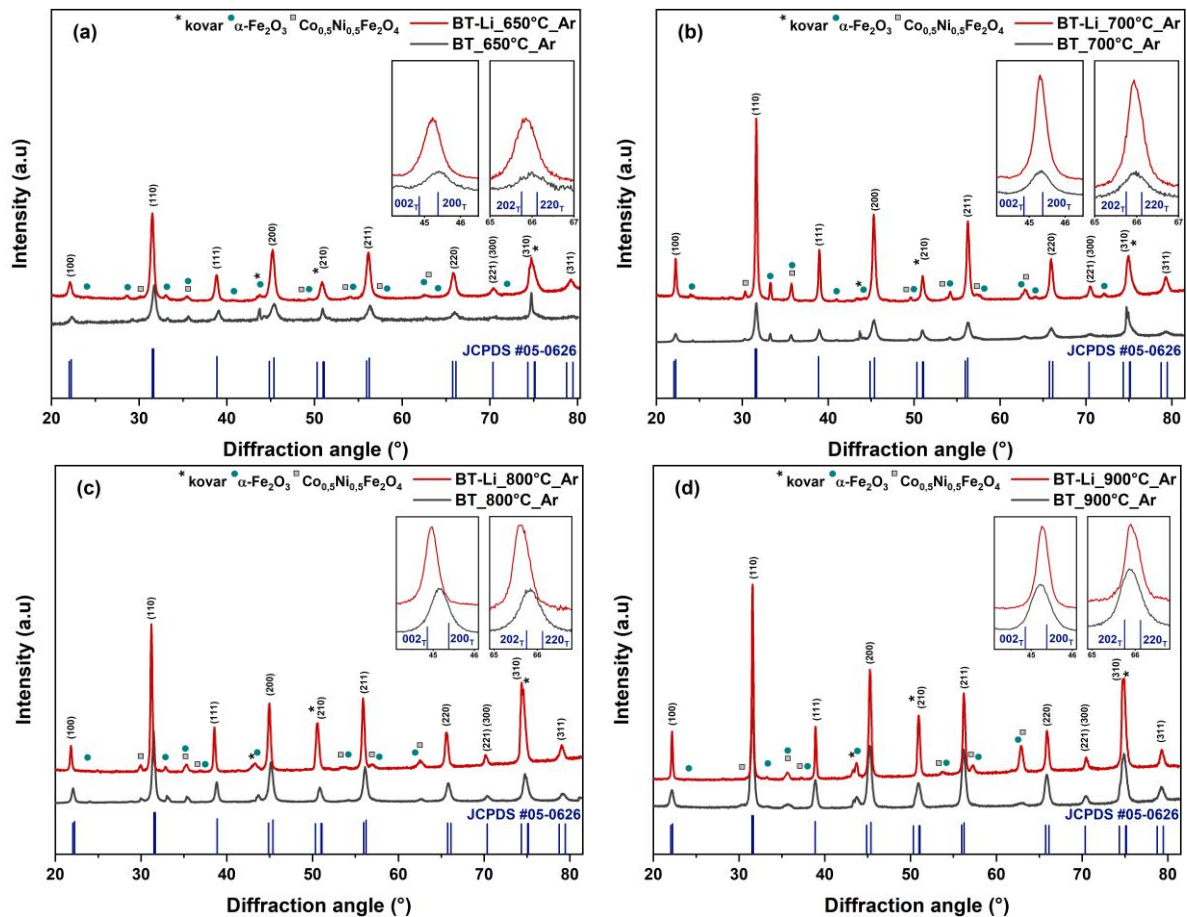 (a)
* kovar α-Fe2O3 Co0,5Ni0,5Fe2O4
BT-Li_650°C_Ar
BT_650°C_Ar
002T 200T
45 46
202T 220T
65 66 67
(100) (110) (111) (200) * * (210) (211) (220) (221) (300) (310) * (311)
JCPDS #05-0626
Intensity (a.u)
20 30 40 50 60 70 80
Diffraction angle (°)
(b)
* kovar α-Fe2O3 Co0,5Ni0,5Fe2O4
BT-Li_700°C_Ar
BT_700°C_Ar
002T 200T
45 46
202T 220T
65 66 67
(100) (110) (111) * (200) * (210) (211) (220) (221) (300) (310) * (311)
JCPDS #05-0626
Intensity (a.u)
20 30 40 50 60 70 80
Diffraction angle (°)
(c)
* kovar α-Fe2O3 Co0,5Ni0,5Fe2O4
BT-Li_800°C_Ar
BT_800°C_Ar
002T 200T
45 46
202T 220T
65 66
(100) (110) (111) * (200) * (210) (211) (220) (221) (300) (310) * (311)
JCPDS #05-0626
Intensity (a.u)
20 30 40 50 60 70 80
Diffraction angle (°)
(d)
* kovar α-Fe2O3 Co0,5Ni0,5Fe2O4
BT-Li_900°C_Ar
BT_900°C_Ar
002T 200T
45 46
202T 220T
65 66
(100) (110) (111) * (200) * (210) (211) (220) (221) (300) (310) * (311)
JCPDS #05-0626
Intensity (a.u)
20 30 40 50 60 70 80
Diffraction angle (°)